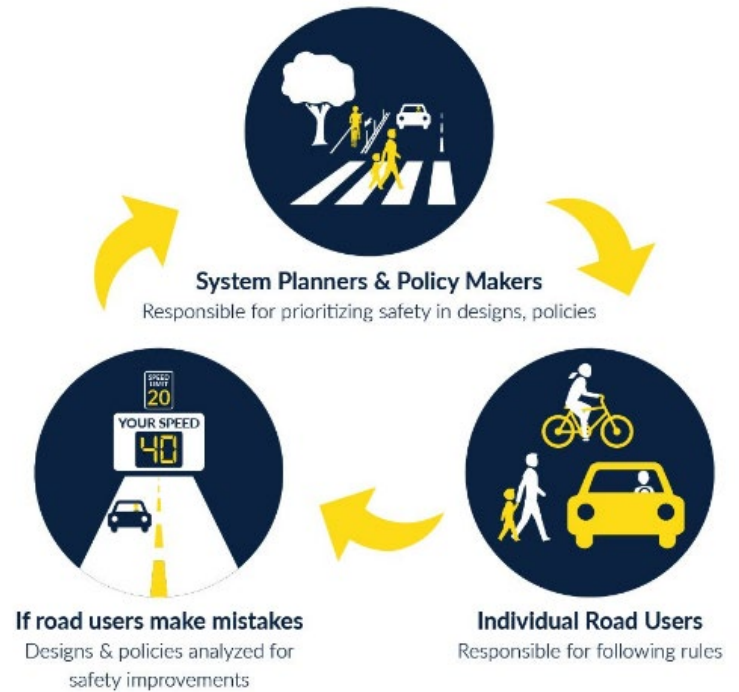 System Planners & Policy Makers
Responsible for prioritizing safety in designs, policies
SPEED
LIMIT
20
YOUR SPEED
40
If road users make mistakes
Designs & policies analyzed for
safety improvements
Individual Road Users
Responsible for following rules